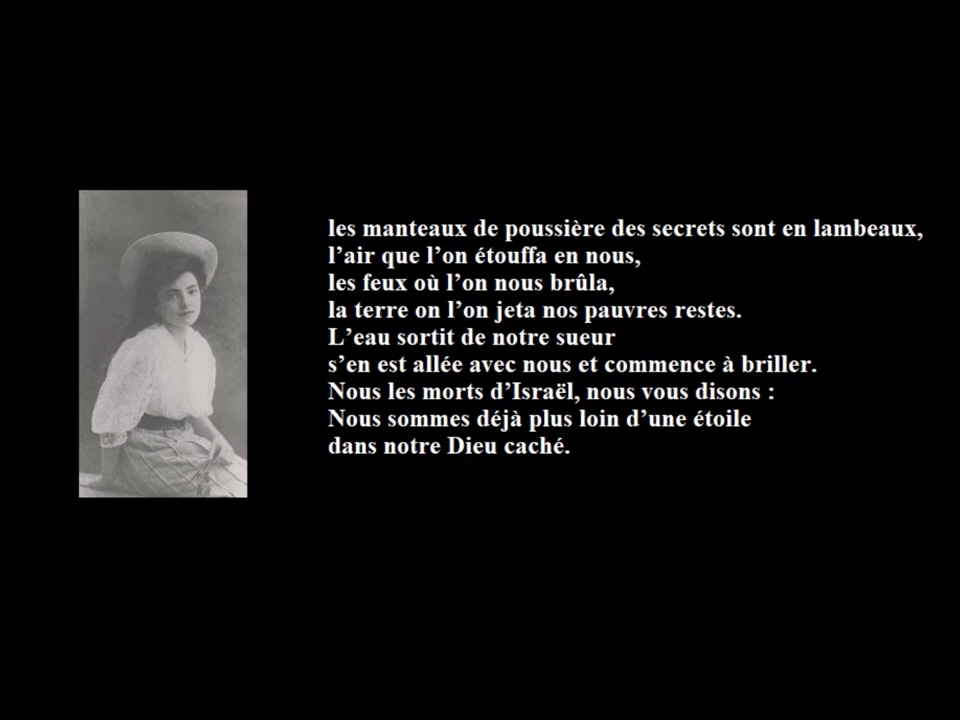 les manteaux de poussière des secrets sont en lambeaux,
l’air que l’on étouffa en nous,
les feux où l’on nous brûla,
la terre on l’on jeta nos pauvres restes.
L’eau sortit de notre sueur
s’en est allée avec nous et commence à briller.
Nous les morts d’Israël, nous vous disons :
Nous sommes déjà plus loin d’une étoile
dans notre Dieu caché.